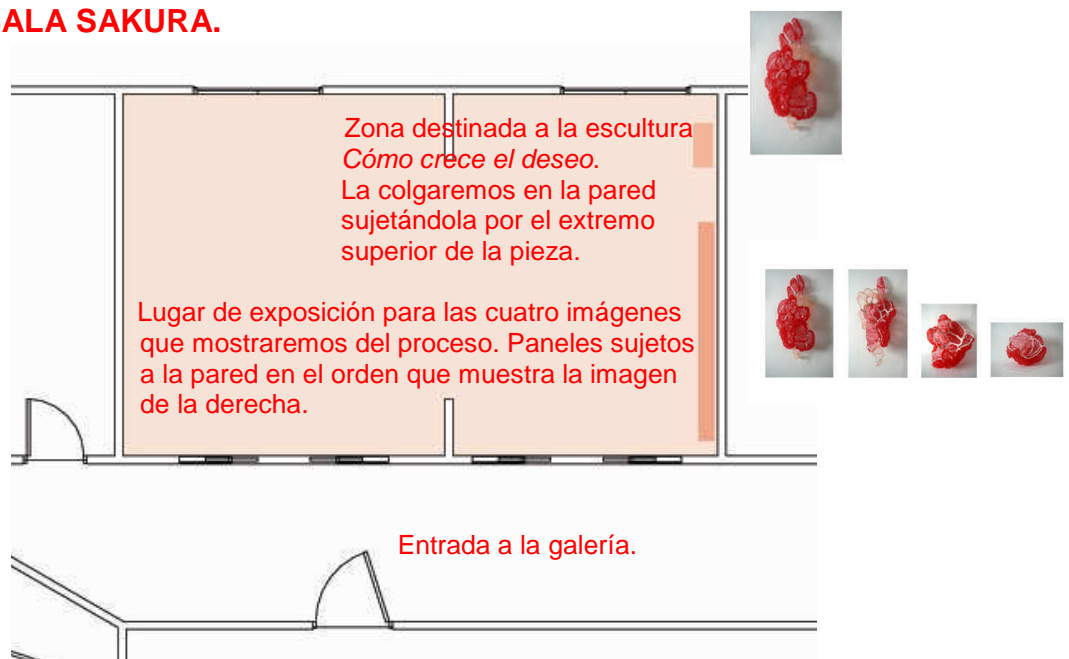 SALA SAKURA.
Zona destinada a la escultura
Cómo crece el deseo.
La colgaremos en la pared
sujetándola por el extremo
superior de la pieza.
Lugar de exposición para las cuatro imágenes
que mostraremos del proceso. Paneles sujetos
a la pared en el orden que muestra la imagen
de la derecha.
Entrada a la galería.